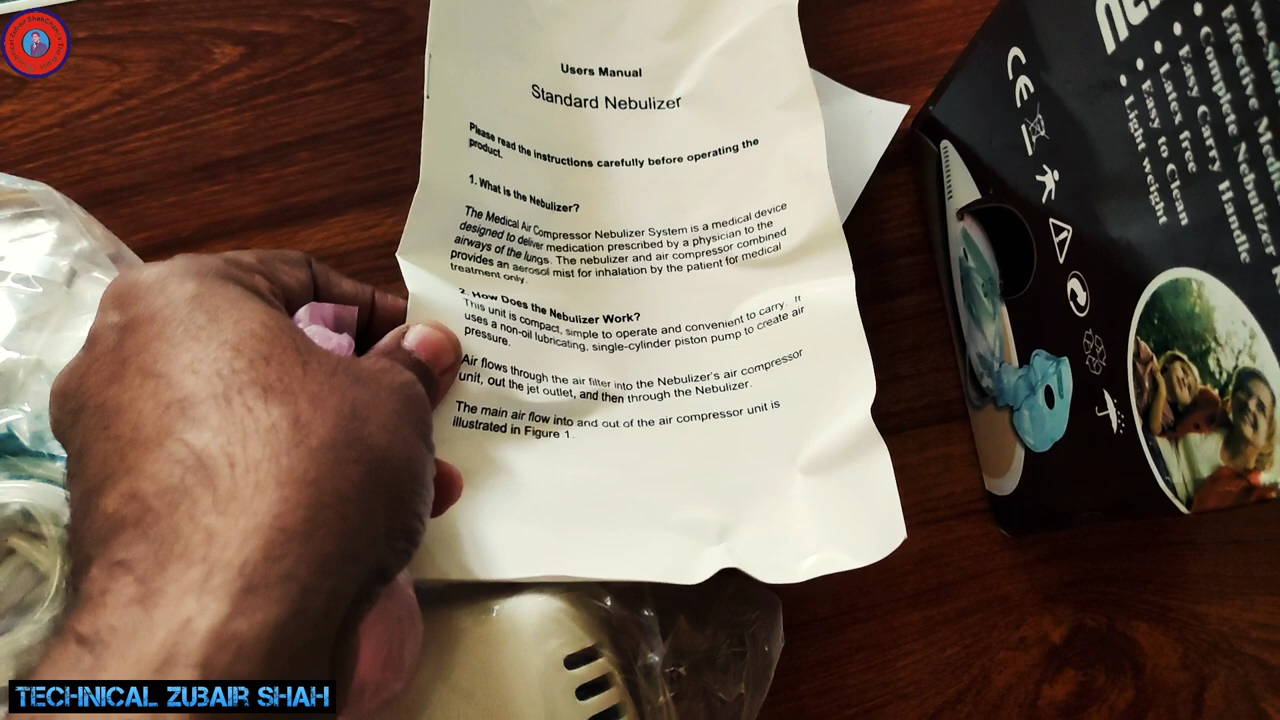 Users Manual
Standard Nebulizer
Please read the instructions carefully before operating the
product.
1. What is the Nebulizer?
The Medical Air Compressor Nebulizer System is a medical device
designed to deliver medication prescribed by a physician to the
airways of the lungs. The nebulizer and air compressor combined
provides an aerosol mist for inhalation by the patient for medical
treatment only.
2. How Does the Nebulizer Work?
This unit is compact, simple to operate and convenient to carry. It
uses a non-oil lubricating, single-cylinder piston pump to create air
pressure.
Air flows through the air filter into the Nebulizer's air compressor
unit, out the jet outlet, and then through the Nebulizer.
The main air flow into and out of the air compressor unit is
illustrated in Figure 1.
CE
Effective
• Complete Nebulizer
• Easy Carry Handle
• Latex free
• Easy to Clean
• Light weight
TECHNICAL ZUBAIR SHAH